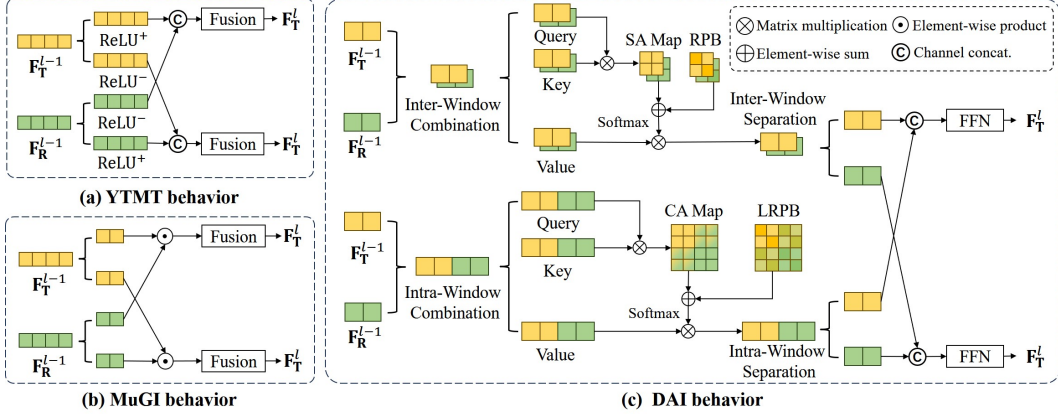 ReLU⁺
Fusion
F_T^l
F_T^{l-1}
ReLU⁻
ReLU⁻
F_R^{l-1}
ReLU⁺
Fusion
F_T^l
(a) YTMT behavior
Fusion
F_T^l
F_T^{l-1}
F_R^{l-1}
Fusion
F_T^l
(b) MuGI behavior
F_T^{l-1}
F_R^{l-1}
Inter-Window
Combination
Query
Key
Value
SA Map
RPB
Softmax
Inter-Window
Separation
F_T^{l-1}
F_R^{l-1}
Intra-Window
Combination
Query
Key
Value
CA Map
LRPB
Softmax
Intra-Window
Separation
C
FFN
F_T^l
C
FFN
F_T^l
Matrix multiplication
Element-wise product
Element-wise sum
C Channel concat.
C
C
(c) DAI behavior